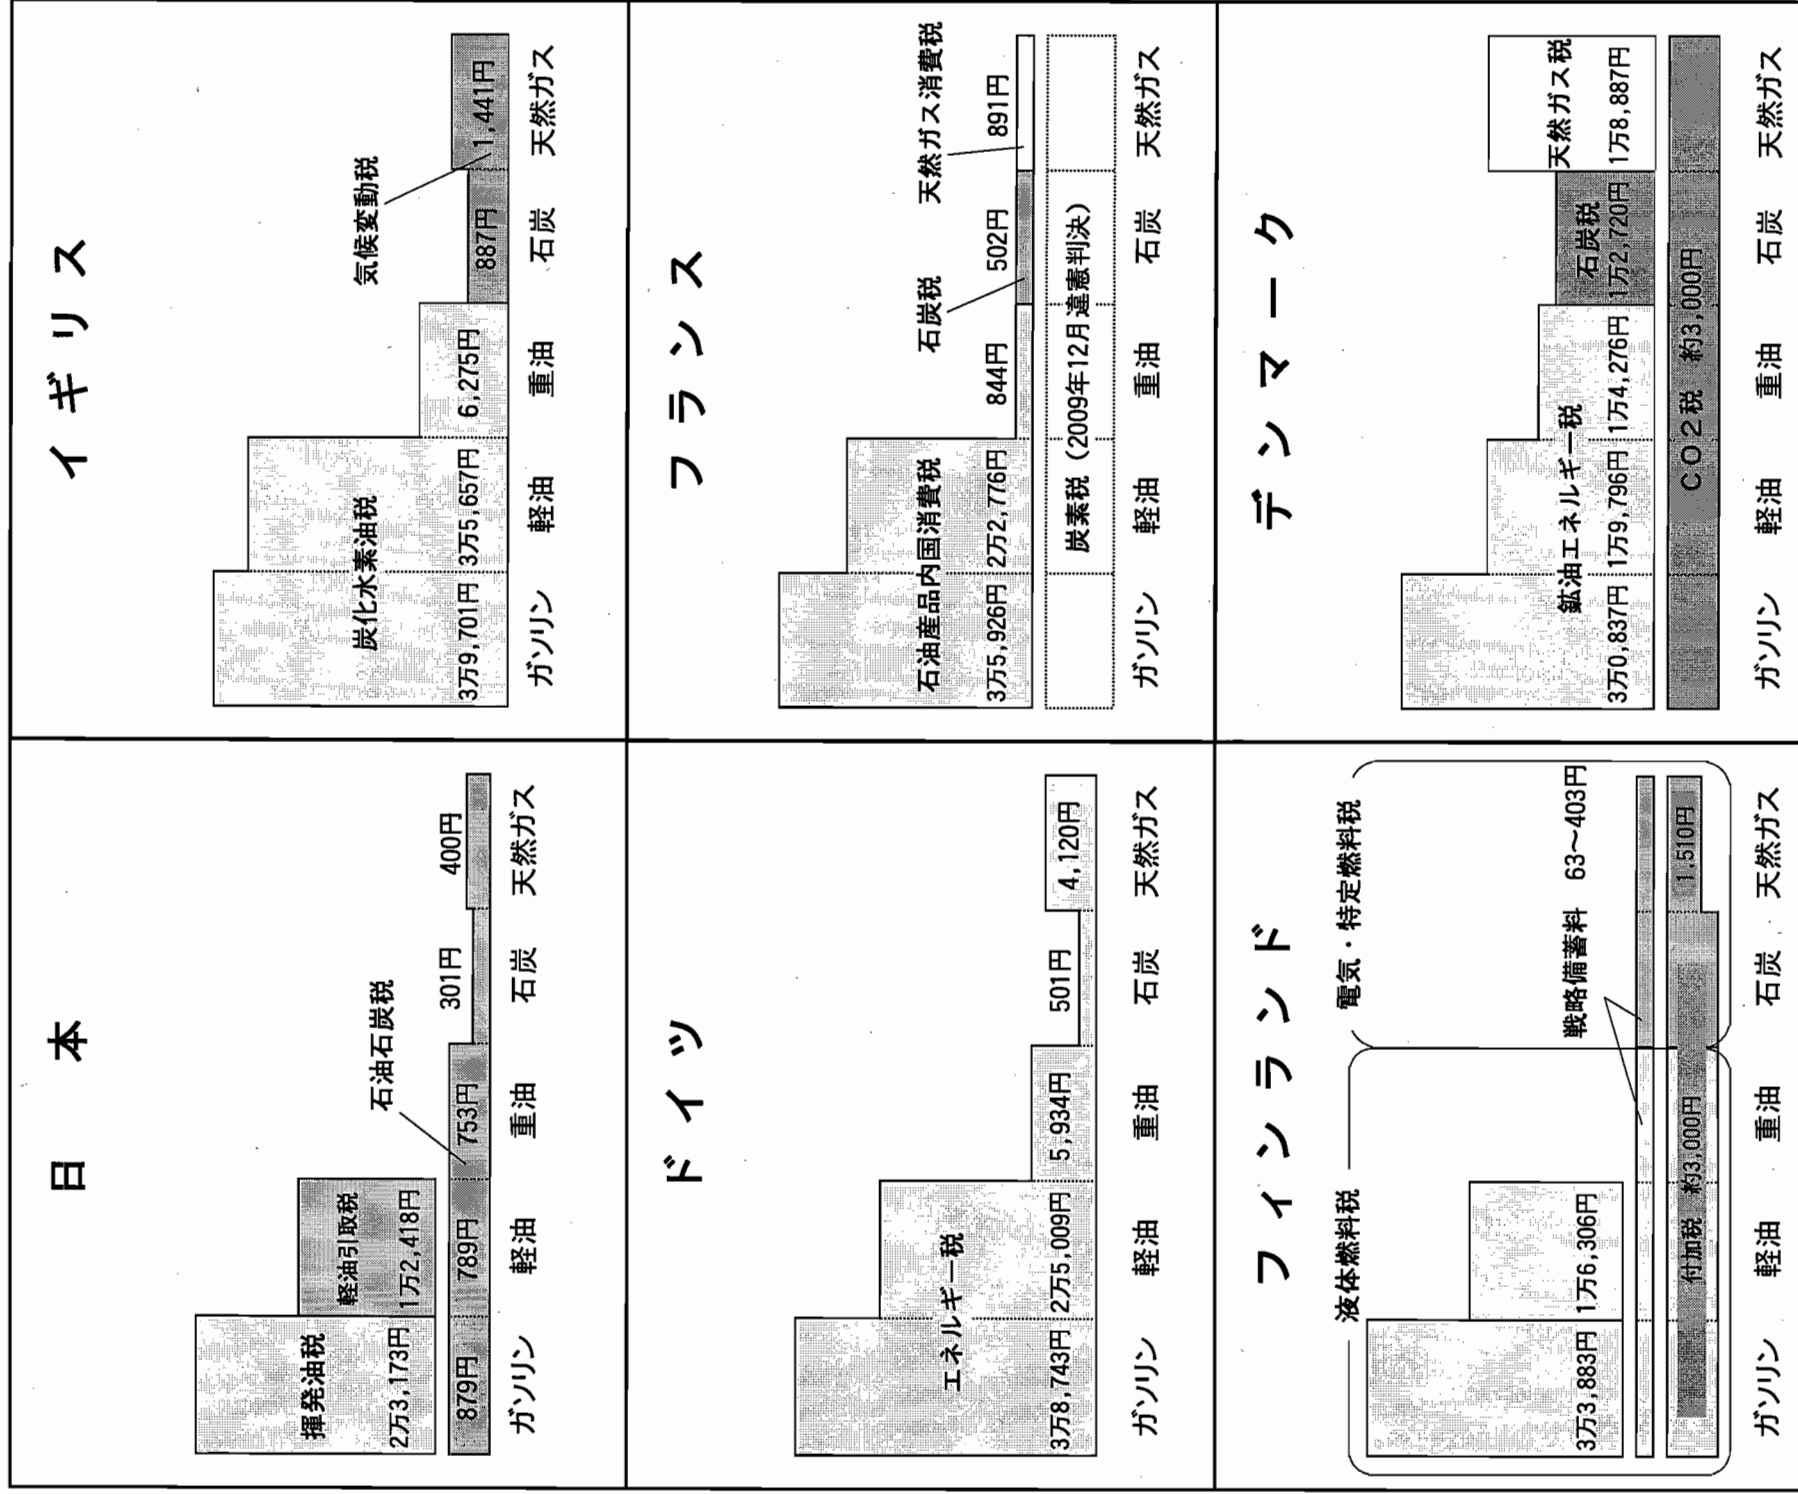 日本
揮発油税
2万3,173円
軽油引取税
1万2,418円
石油石炭税
879円
789円
753円
301円
400円
ガソリン 軽油 重油 石炭 天然ガス
イギリス
炭化水素油税
3万9,701円
3万5,657円
6,275円
気候変動税
887円
1,441円
ガソリン 軽油 重油 石炭 天然ガス
ドイツ
エネルギー税
3万8,743円
2万5,009円
5,934円
501円
4,120円
ガソリン 軽油 重油 石炭 天然ガス
フランス
石油産品内国消費税
3万5,926円
2万2,776円
844円
石炭税
502円
天然ガス消費税
891円
炭素税(2009年12月違憲判決)
ガソリン 軽油 重油 石炭 天然ガス
フィンランド
液体燃料税
電気・特定燃料税
3万3,883円
1万6,306円
戦略備蓄料 63~403円
付加税 約3,000円
1,510円
ガソリン 軽油 重油 石炭 天然ガス
デンマーク
鉱油エネルギー税
3万0,837円
1万9,796円
1万4,276円
石炭税
1万2,720円
天然ガス税
1万8,887円
CO2税 約3,000円
ガソリン 軽油 重油 石炭 天然ガス